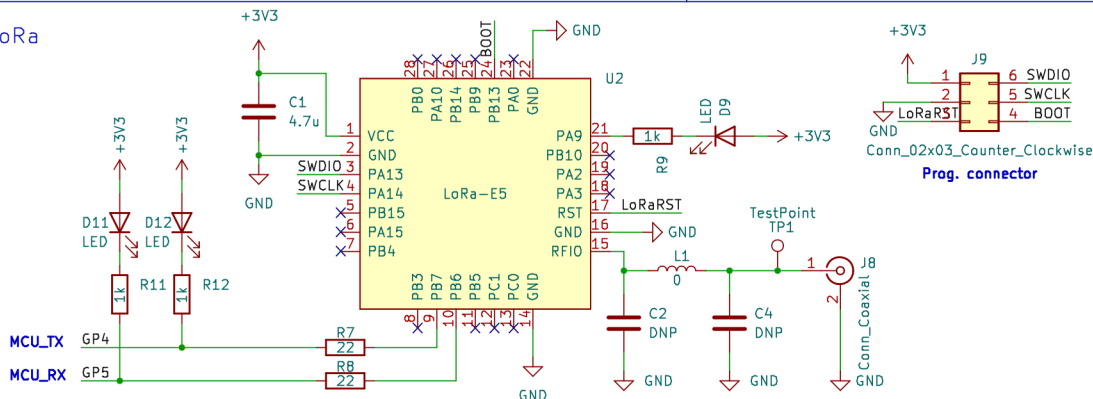 oRa
+3V3
+3V3
+3V3
C1
4.7u
GND
D11
LED
D12
LED
R11
1k
R12
1k
MCU_TX
GP4
MCU_RX
GP5
R7
22
R8
22
BOOT
GND
U2
28
27
26
25
24
23
22
PB0
PA10
PB14
PB9
PB13
PA0
GND
1 VCC
2 GND
SWDIO 3 PA13
SWCLK 4 PA14
5 PB15
6 PA15
7 PB4
LoRa-E5
PA9 21
PB10 20
PA2 19
PA3 18
RST 17 LoRaRST
GND 16 GND
RFIO 15
PB3
PB7
PB6
PB5
PC1
PC0
GND
8
9
10
11
12
13
14
GND
1k
R9
LED
D9
+3V3
L1
0
TestPoint
TP1
C2
DNP
GND
C4
DNP
GND
1
2
J8
Conn_Coaxial
GND
+3V3
J9
1
2
3
6 SWDIO
5 SWCLK
4 BOOT
GND
LoRaRST
Conn_02x03_Counter_Clockwise
Prog. connector